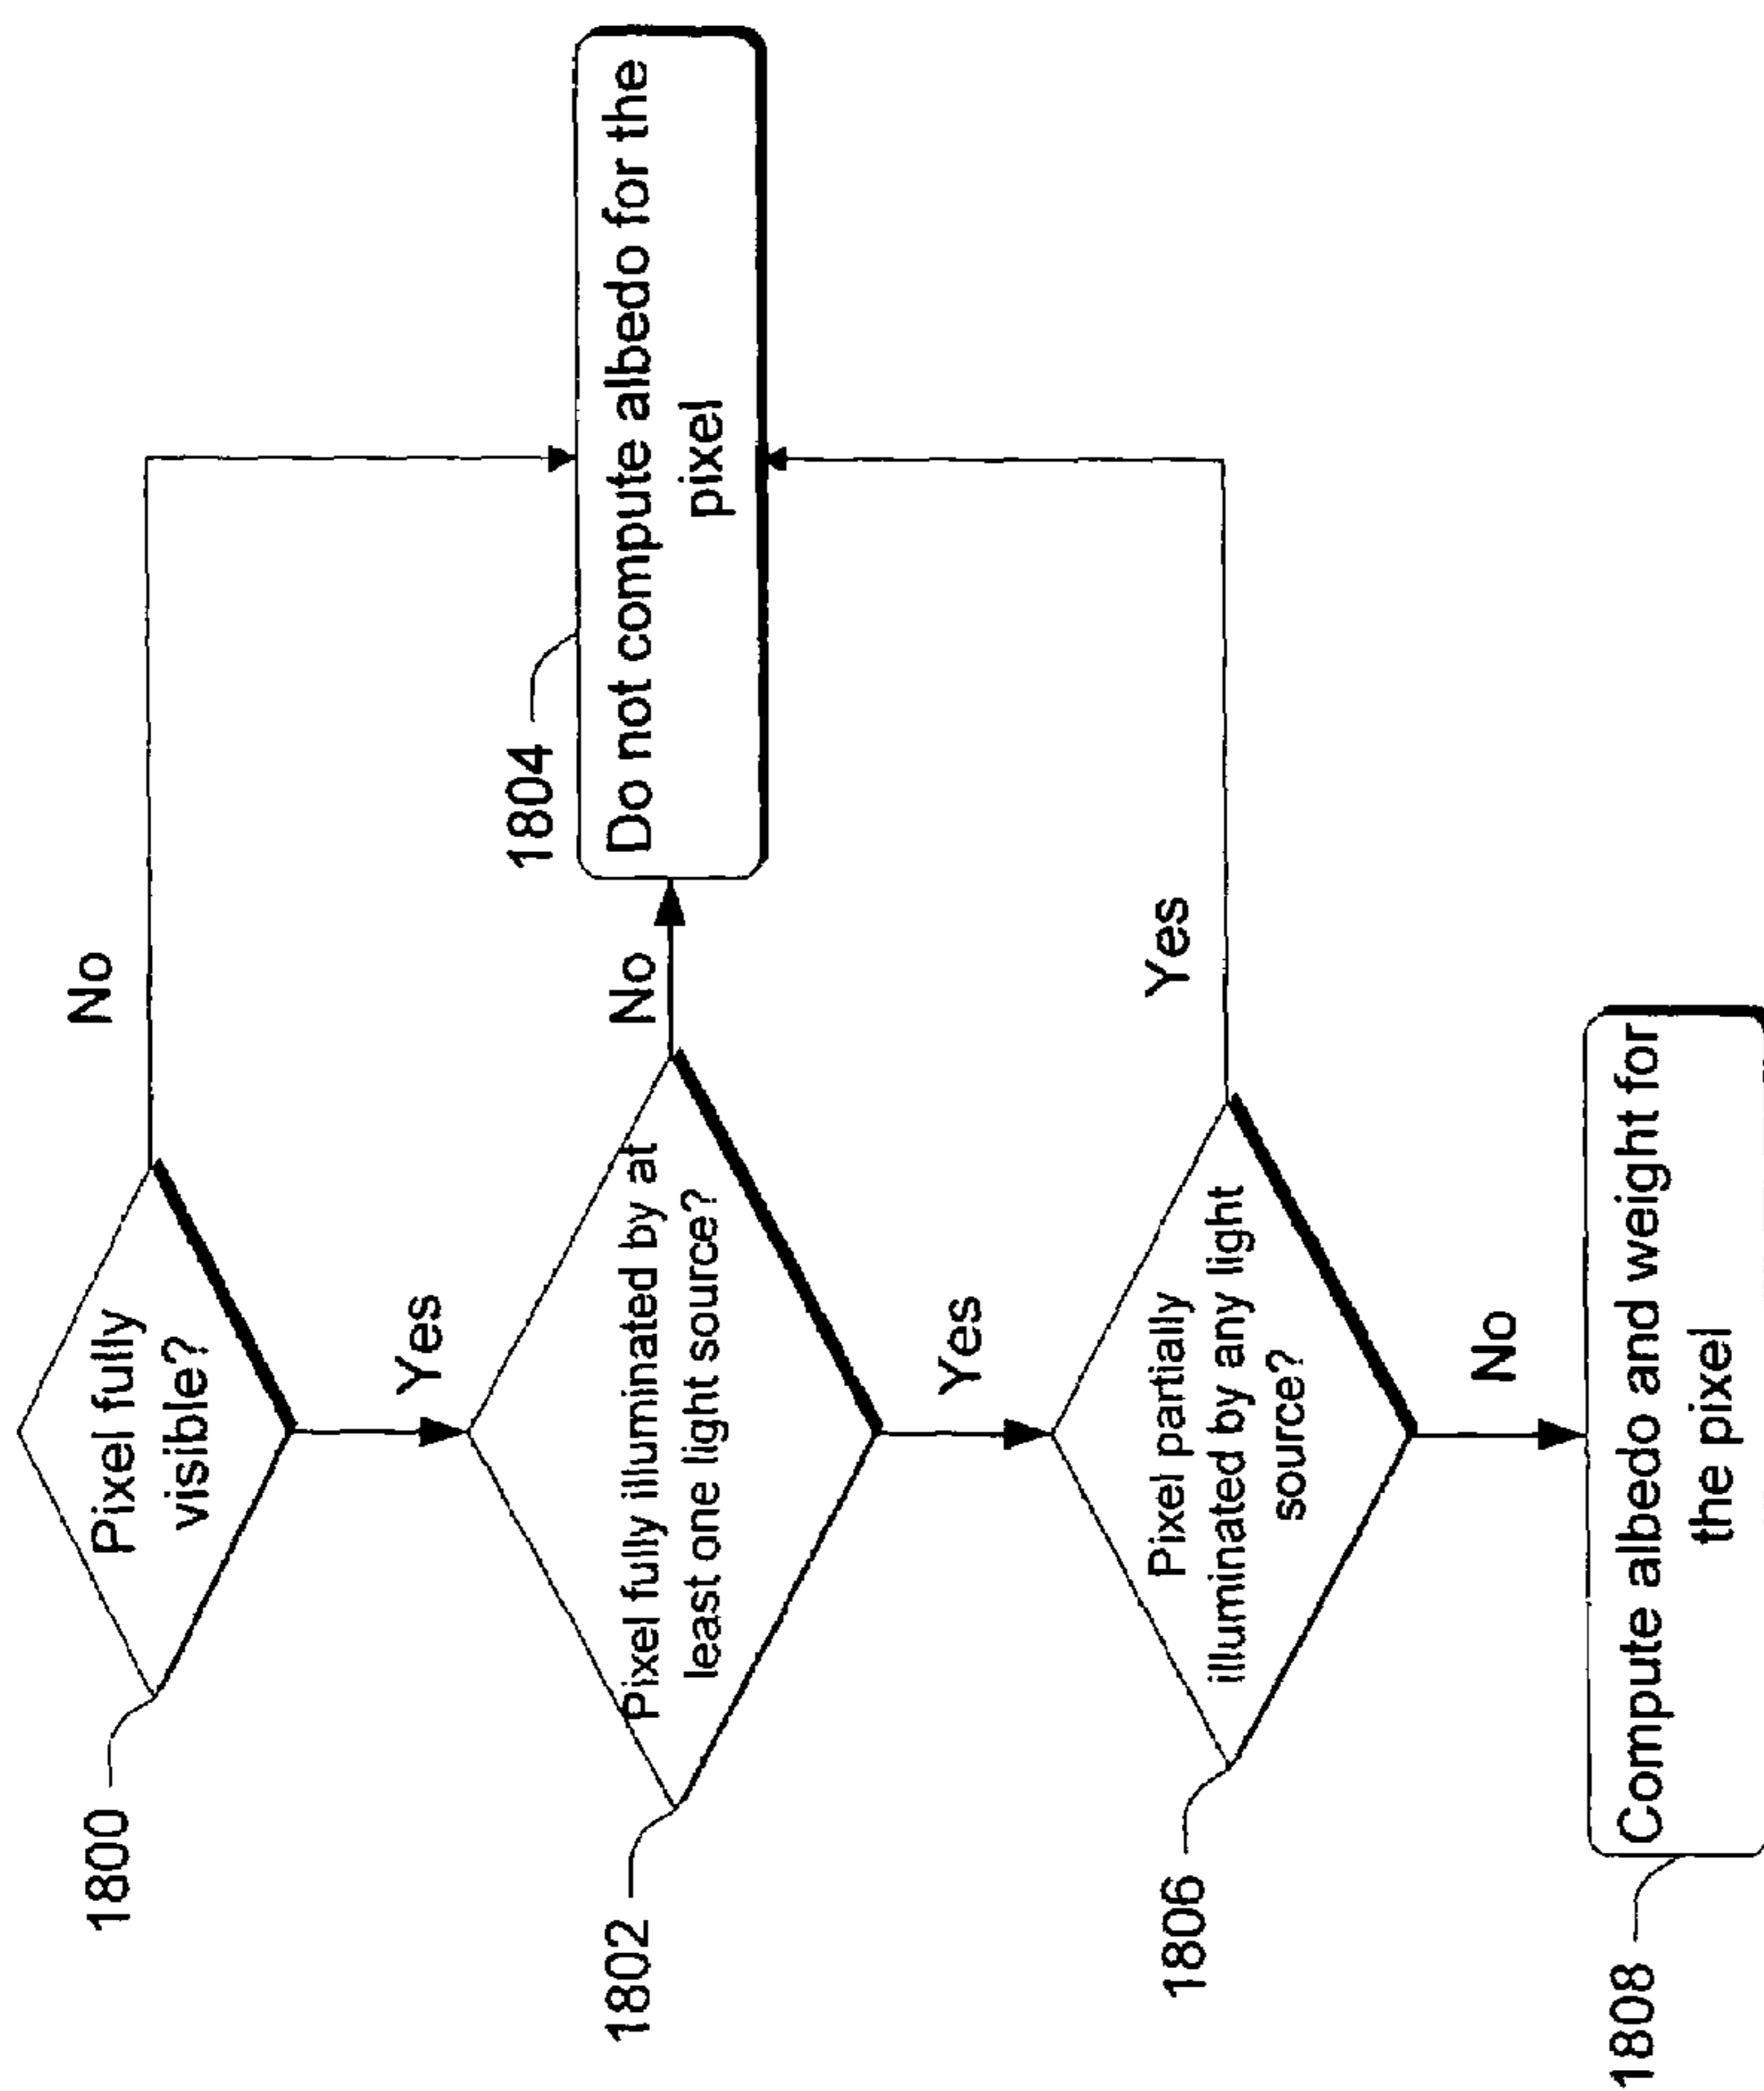 1800
Pixel fully
visible?
No
Yes
1802
Pixel fully illuminated by at
least one light source?
No
1804
Do not compute albedo for the
pixel
Yes
1806
Pixel partially
illuminated by any light
source?
Yes
No
1808
Compute albedo and weight for
the pixel